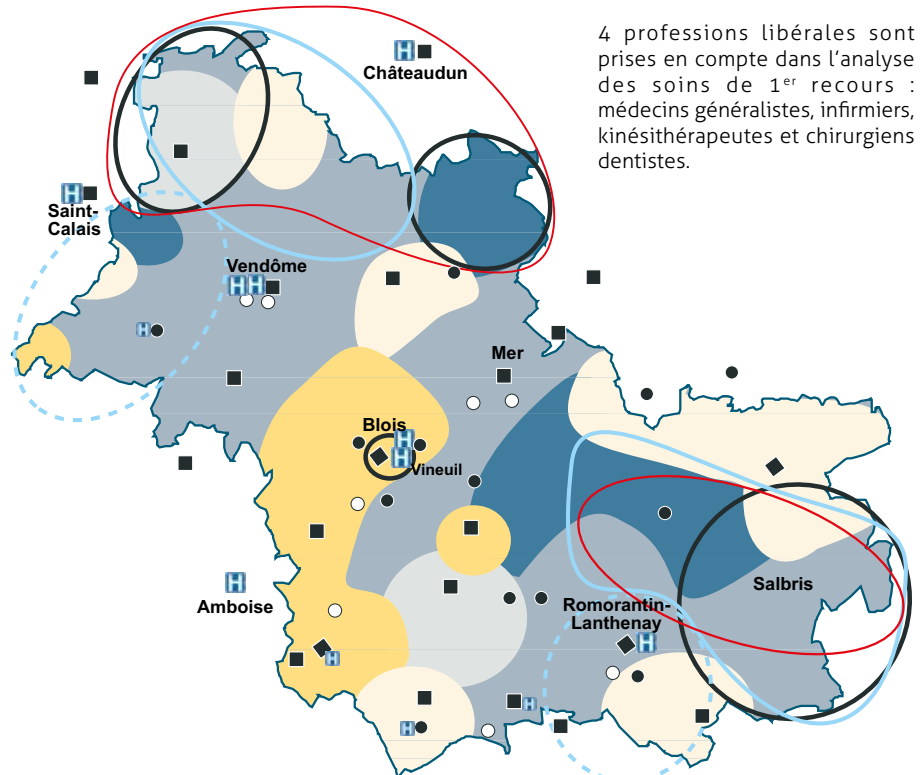 4 professions libérales sont
prises en compte dans l'analyse
des soins de 1er recours :
médecins généralistes, infirmiers,
kinésithérapeutes et chirurgiens
dentistes.
H
Châteaudun
H
Saint-
Calais
Vendôme
H H
H
Mer
Blois
H
H
Vineuil
H
Amboise
Salbris
Romorantin-
Lanthenay
H
H
H
H